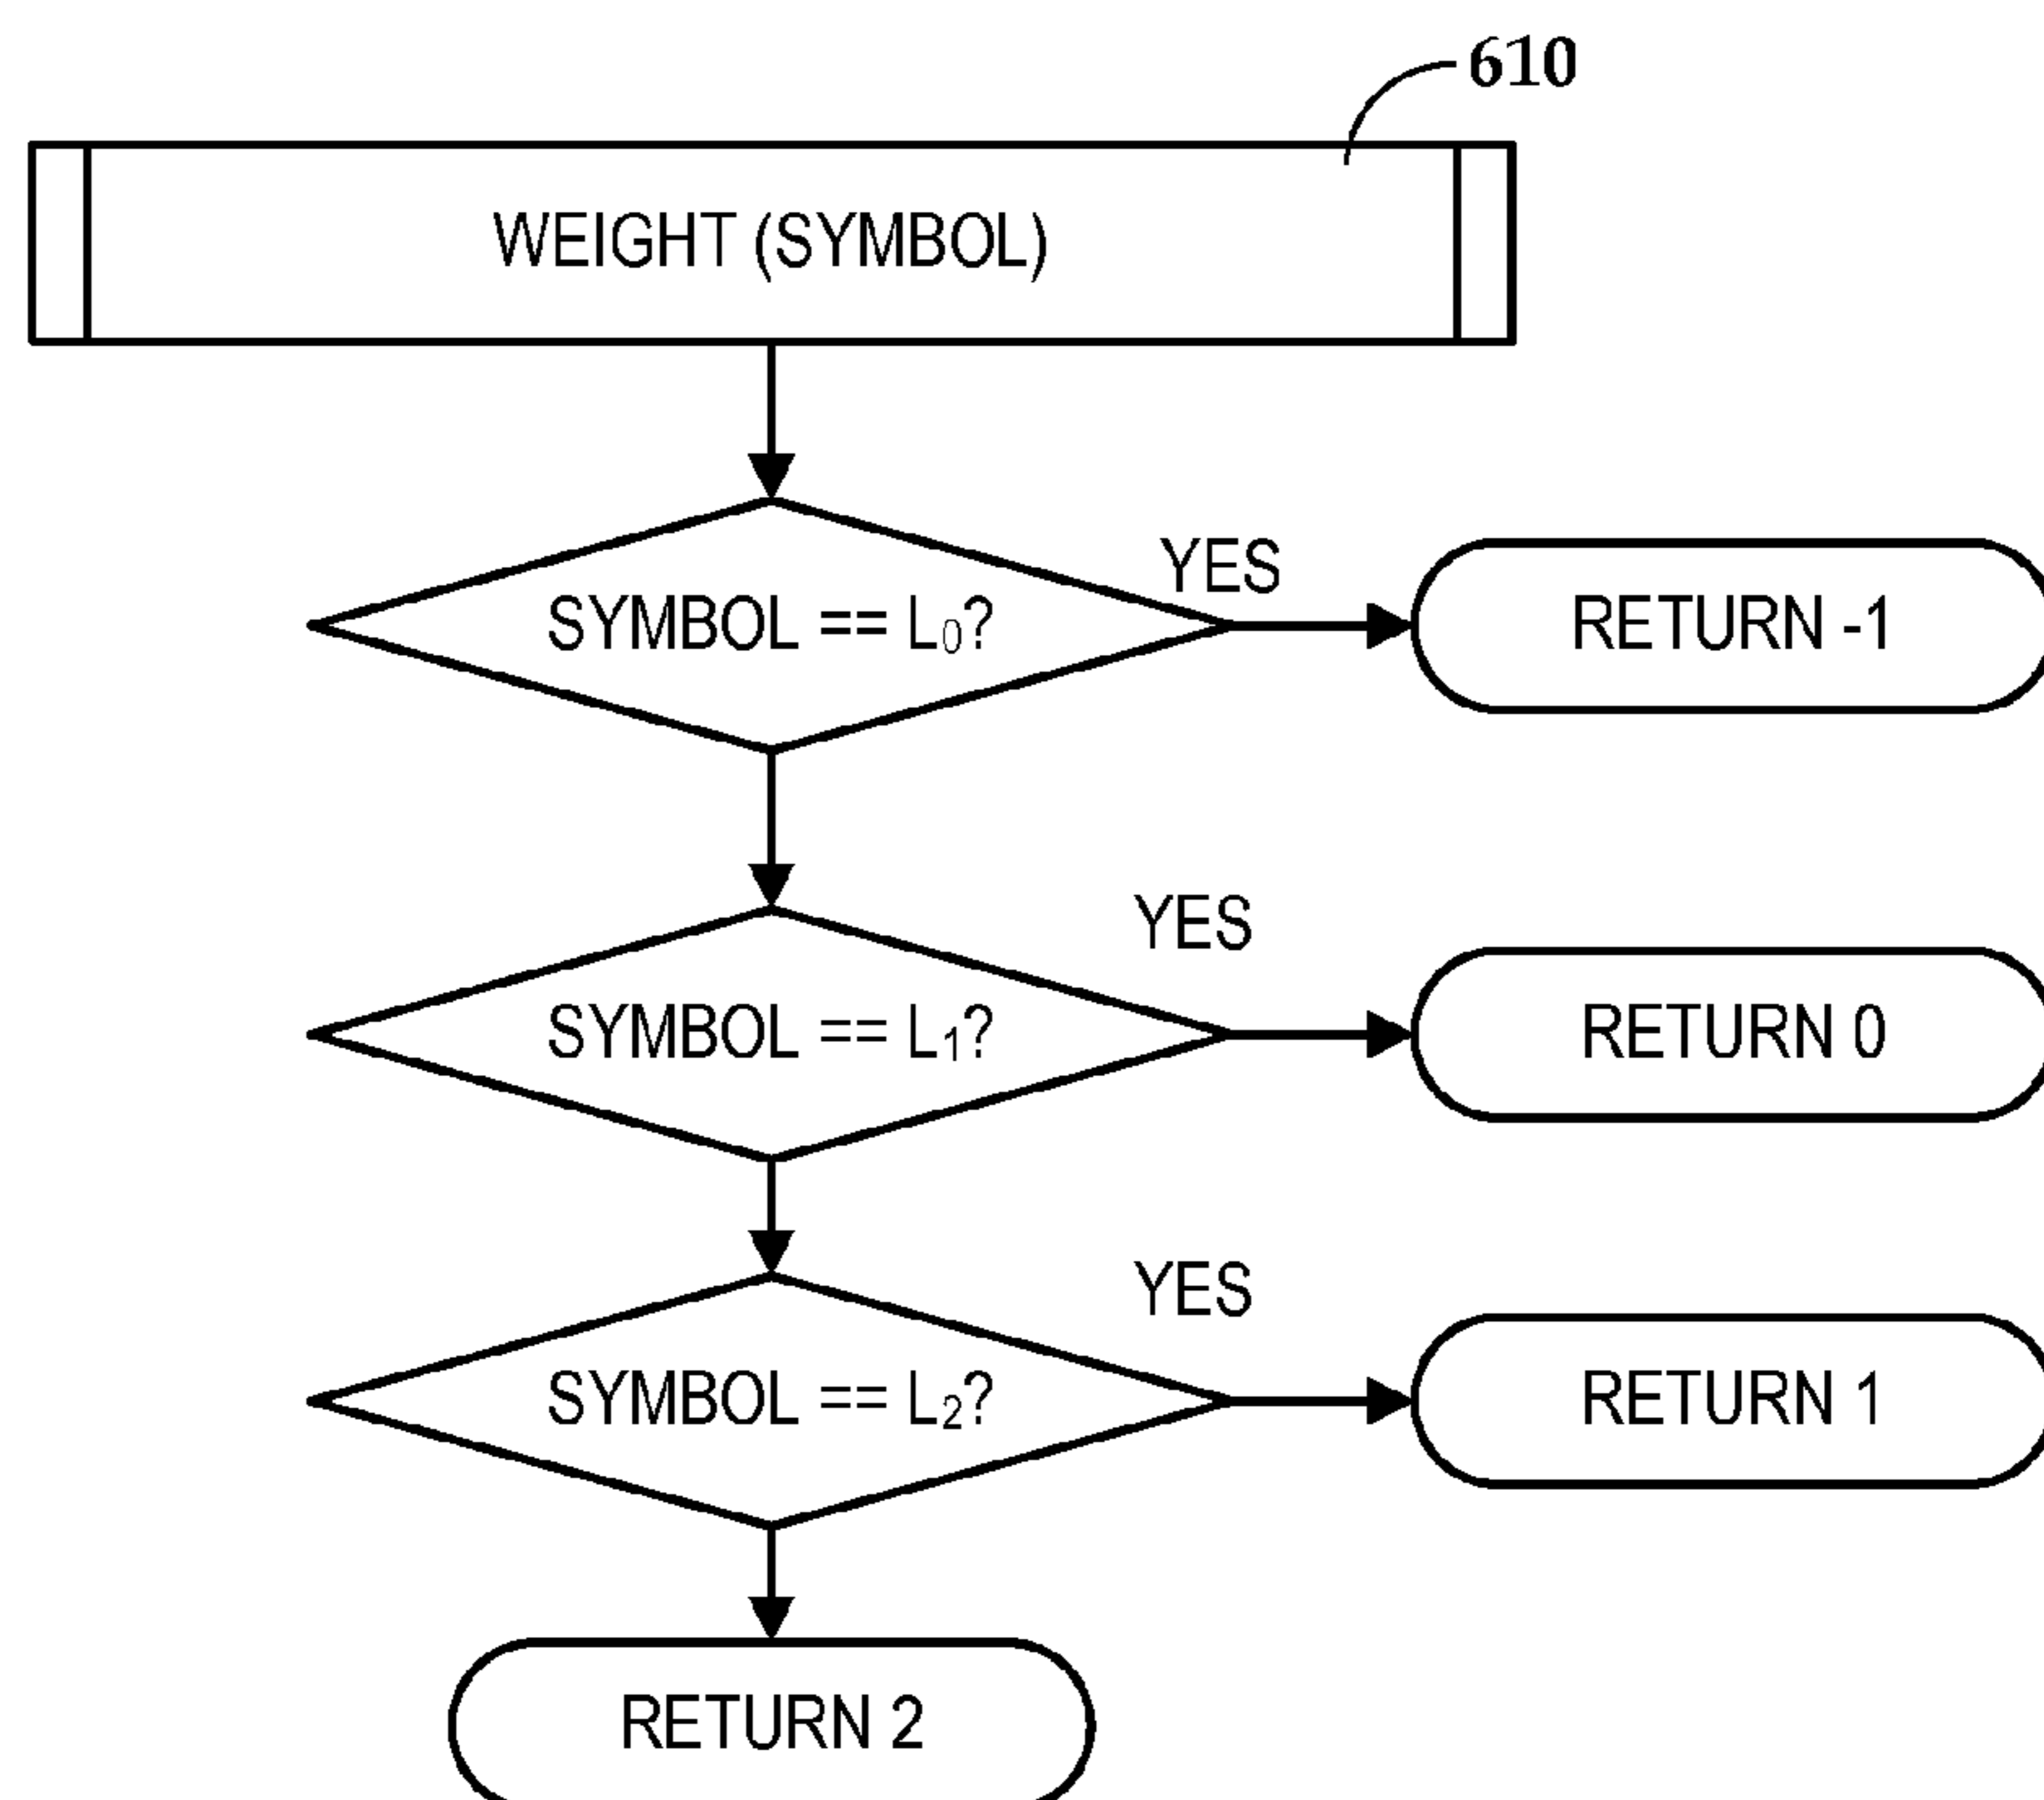 610
WEIGHT (SYMBOL)
YES
SYMBOL == L₀?
RETURN -1
YES
SYMBOL == L₁?
RETURN 0
YES
SYMBOL == L₂?
RETURN 1
RETURN 2